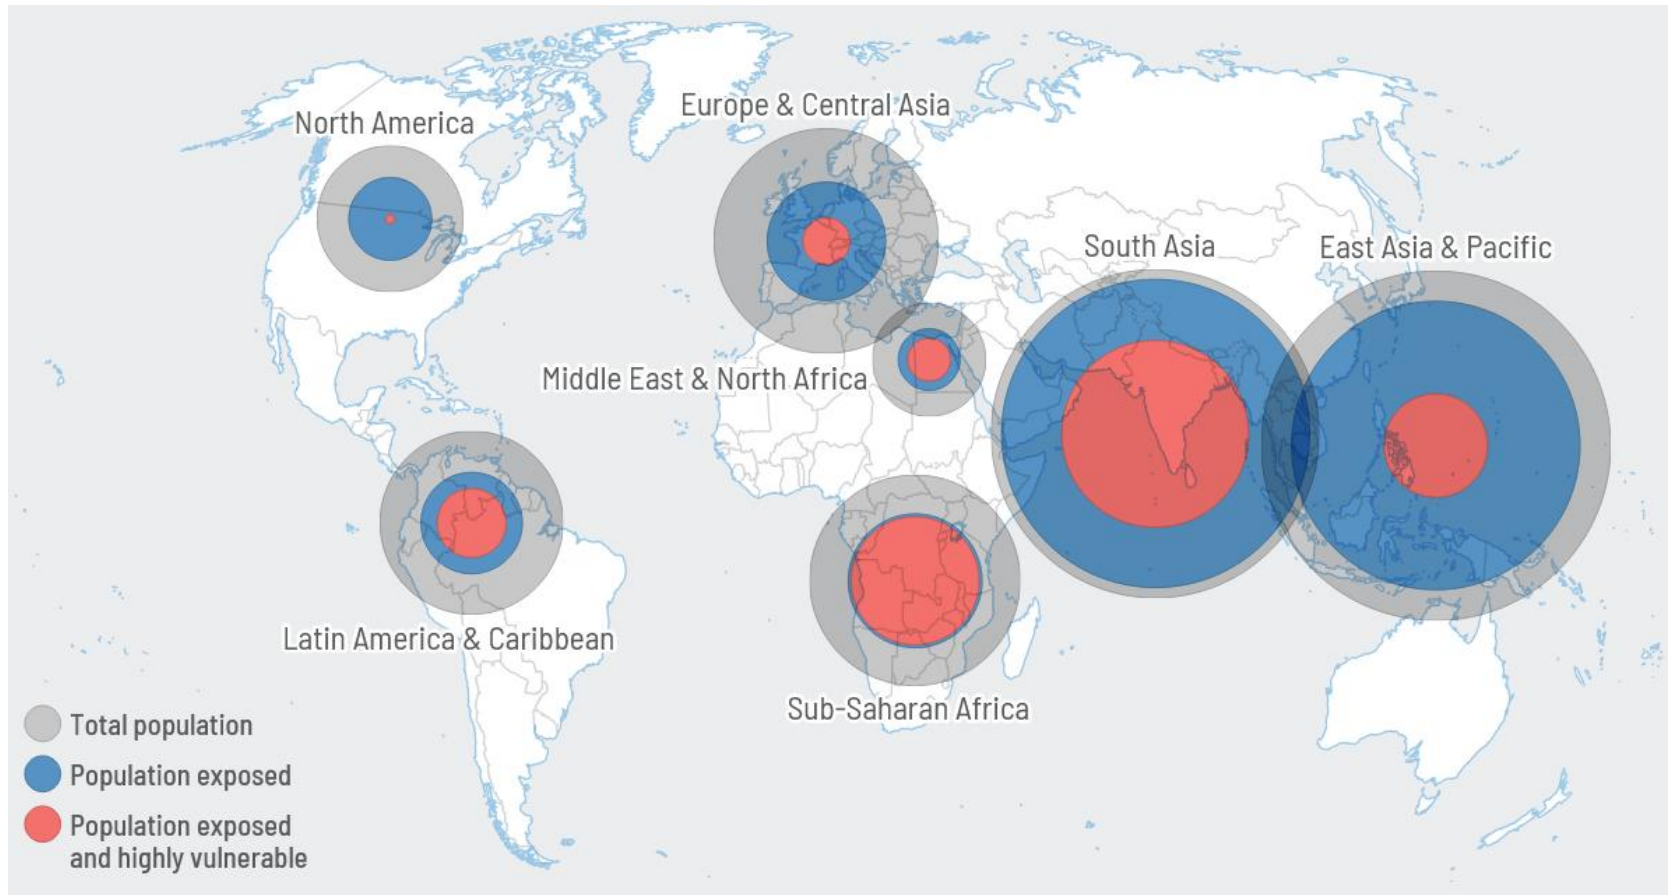 North America
Europe & Central Asia
South Asia
East Asia & Pacific
Middle East & North Africa
Latin America & Caribbean
Sub-Saharan Africa
Total population
Population exposed
Population exposed
and highly vulnerable